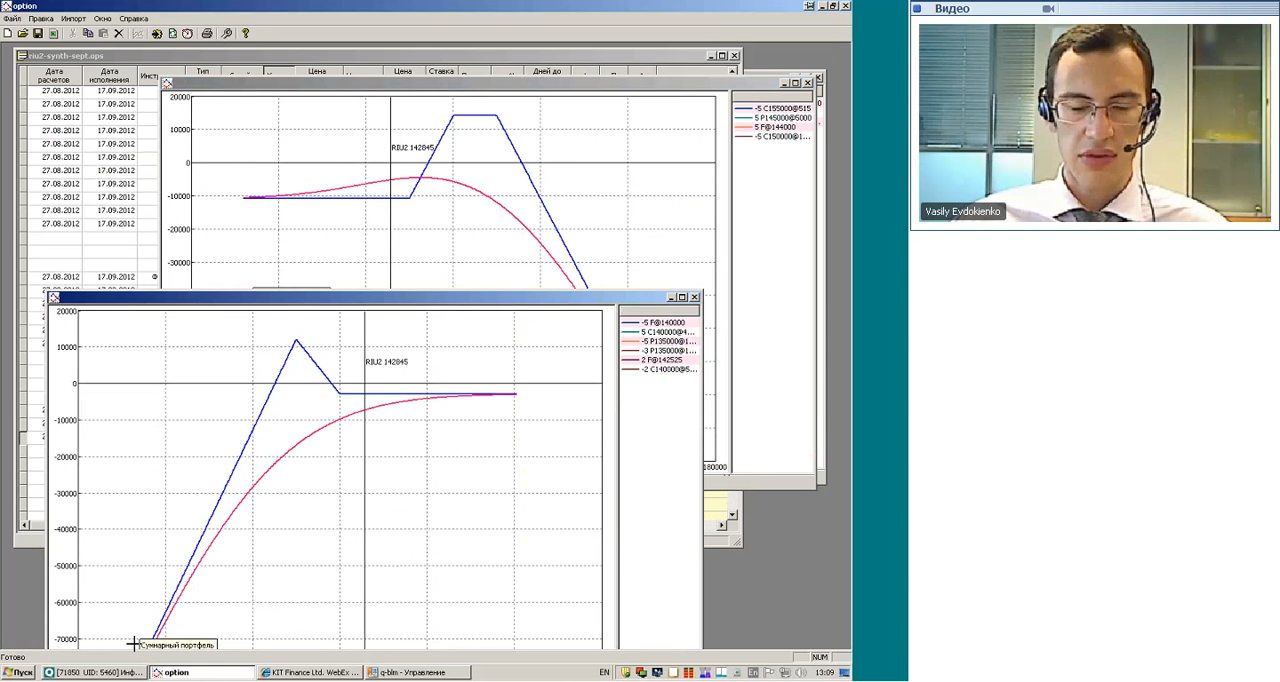 option
Файл Правка Импорт Окно Справка
riu2-synth-sept.ops
Дата расчетов
Дата исполнения
Тип
Цена
Цена
Ставка
Дней до
27.08.2012 17.09.2012
27.08.2012 17.09.2012
27.08.2012 17.09.2012
27.08.2012 17.09.2012
27.08.2012 17.09.2012
27.08.2012 17.09.2012
27.08.2012 17.09.2012
27.08.2012 17.09.2012
27.08.2012 17.09.2012
27.08.2012 17.09.2012
27.08.2012 17.09.2012
27.08.2012 17.09.2012
20000
10000
0
-10000
-20000
-30000
RIU2 142845
-5 C155000@515
5 P145000@5000
5 F@144000
-5 C150000@1...
180000
20000
10000
0
-10000
-20000
-30000
-40000
-50000
-60000
-70000
RIU2 142845
-5 F@140000
5 C140000@4...
-5 P135000@1...
-3 P135000@1...
2 F@142525
-2 C140000@5...
Суммарный портфель
Готово
NUM
Пуск
[71850 UID: 5460] Инф...
option
KIT Finance Ltd. WebEx ...
q-blm - Управление
EN
13:09
Видео
Vasily Evdokienko